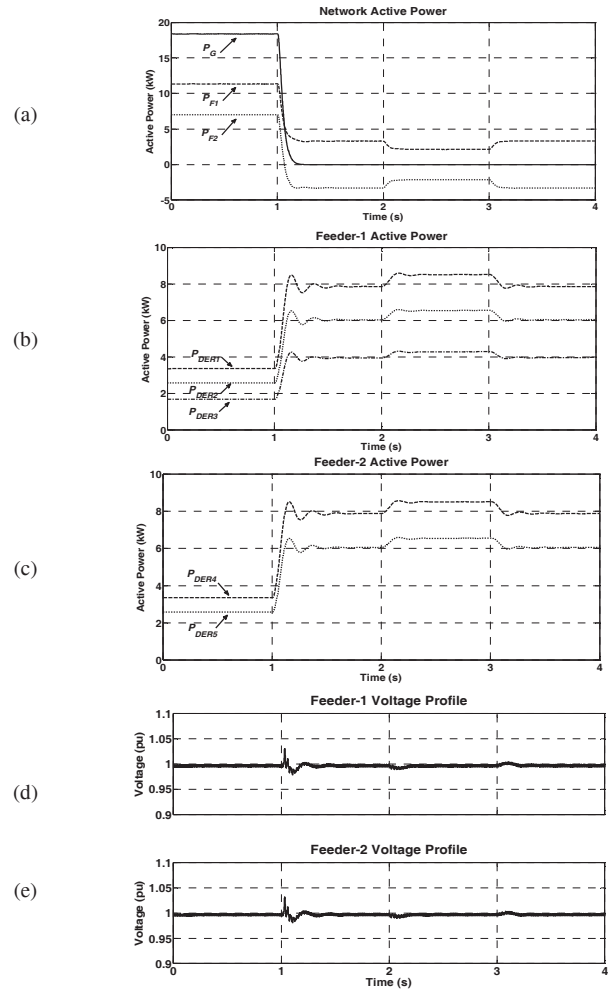 Network Active Power
20
15
10
5
0
-5
0
1
2
3
4
Active Power (kW)
Time (s)
P_G
P_F1
P_F2
(a)
Feeder-1 Active Power
10
8
6
4
2
0
0
1
2
3
4
Active Power (kW)
Time (s)
P_DER1
P_DER2
P_DER3
(b)
Feeder-2 Active Power
10
8
6
4
2
0
0
1
2
3
4
Active Power (kW)
Time (s)
P_DER4
P_DER5
(c)
Feeder-1 Voltage Profile
1.1
1.05
1
0.95
0.9
0
1
2
3
4
Voltage (pu)
(d)
Feeder-2 Voltage Profile
1.1
1.05
1
0.95
0.9
0
1
2
3
4
Voltage (pu)
Time (s)
(e)